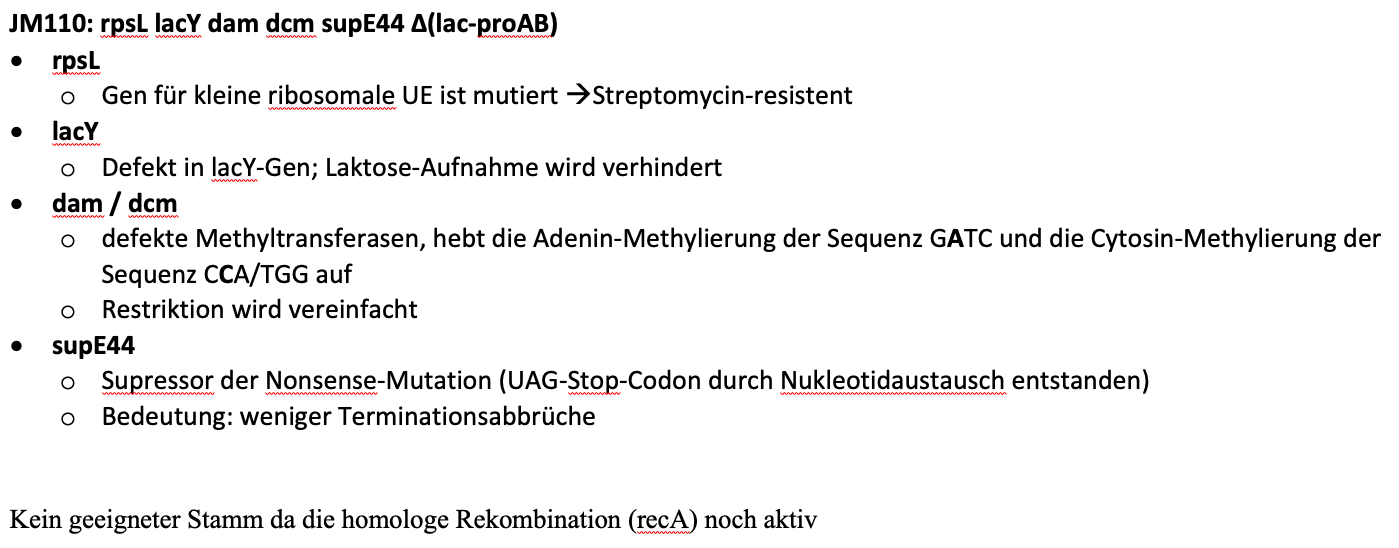 JM110: rpsL lacY dam dcm supE44 Δ(lac-proAB)
• rpsL
o Gen für kleine ribosomale UE ist mutiert →Streptomycin-resistent
• lacY
o Defekt in lacY-Gen; Laktose-Aufnahme wird verhindert
• dam / dcm
o defekte Methyltransferasen, hebt die Adenin-Methylierung der Sequenz GATC und die Cytosin-Methylierung der
Sequenz CCA/TGG auf
o Restriktion wird vereinfacht
• supE44
o Supressor der Nonsense-Mutation (UAG-Stop-Codon durch Nukleotidaustausch entstanden)
o Bedeutung: weniger Terminationsabbrüche
Kein geeigneter Stamm da die homologe Rekombination (recA) noch aktiv